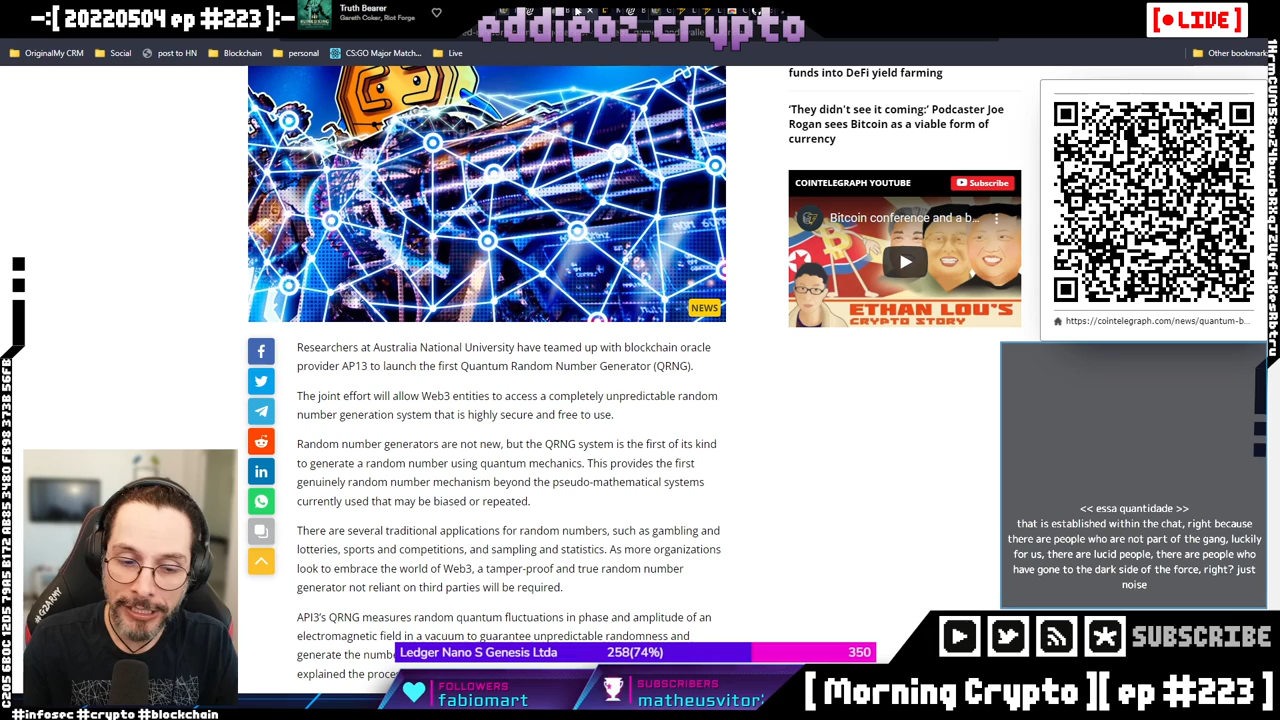 -:[ 20220504 ep #223 ]:-
Truth Bearer
Gareth Coker, Riot Forge
eddieoz.crypto
[ ● LIVE ]
OriginalMy CRM
Social
post to HN
Blockchain
personal
CS:GO Major Match...
Live
Other bookmark
funds into DeFi yield farming
‘They didn't see it coming:’ Podcaster Joe
Rogan sees Bitcoin as a viable form of
currency
COINTELEGRAPH YOUTUBE
Subscribe
Bitcoin conference and a b...
ETHAN LOU'S
CRYPTO STORY
https://cointelegraph.com/news/quantum-b...
NEWS
Researchers at Australia National University have teamed up with blockchain oracle
provider AP13 to launch the first Quantum Random Number Generator (QRNG).
The joint effort will allow Web3 entities to access a completely unpredictable random
number generation system that is highly secure and free to use.
Random number generators are not new, but the QRNG system is the first of its kind
to generate a random number using quantum mechanics. This provides the first
genuinely random number mechanism beyond the pseudo-mathematical systems
currently used that may be biased or repeated.
There are several traditional applications for random numbers, such as gambling and
lotteries, sports and competitions, and sampling and statistics. As more organizations
look to embrace the world of Web3, a tamper-proof and true random number
generator not reliant on third parties will be required.
API3’s QRNG measures random quantum fluctuations in phase and amplitude of an
electromagnetic field in a vacuum to guarantee unpredictable randomness and
generate the numbe
explained the proce
<< essa quantidade >>
that is established within the chat, right because
there are people who are not part of the gang, luckily
for us, there are lucid people, there are people who
have gone to the dark side of the force, right? just
noise
#G2ARMY
Ledger Nano S Genesis Ltda
258(74%)
350
FOLLOWERS
fabiomart
SUBSCRIBERS
matheusvitor
SUBSCRIBE
[ Morning Crypto ][ ep #223 ]
#infosec #crypto #blockchain